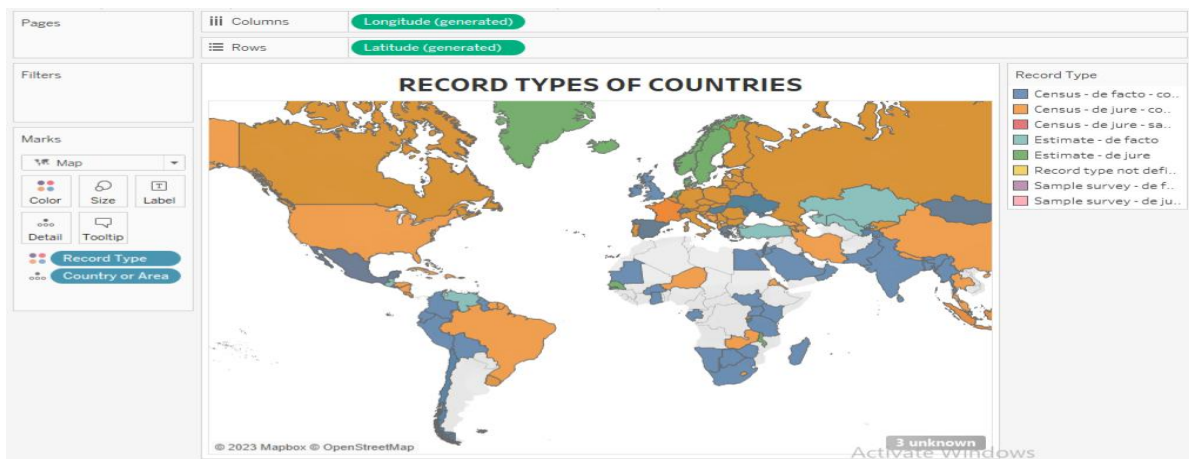 Pages
Columns
Longitude (generated)
Rows
Latitude (generated)
Filters
Marks
Map
Color
Size
Label
Detail
Tooltip
Record Type
Country or Area
RECORD TYPES OF COUNTRIES
© 2023 Mapbox © OpenStreetMap
3 unknown
Activate Windows
Record Type
Census - de facto - co..
Census - de jure - co...
Census - de jure - sa..
Estimate - de facto
Estimate - de jure
Record type not defi..
Sample survey - de f..
Sample survey - de ju..